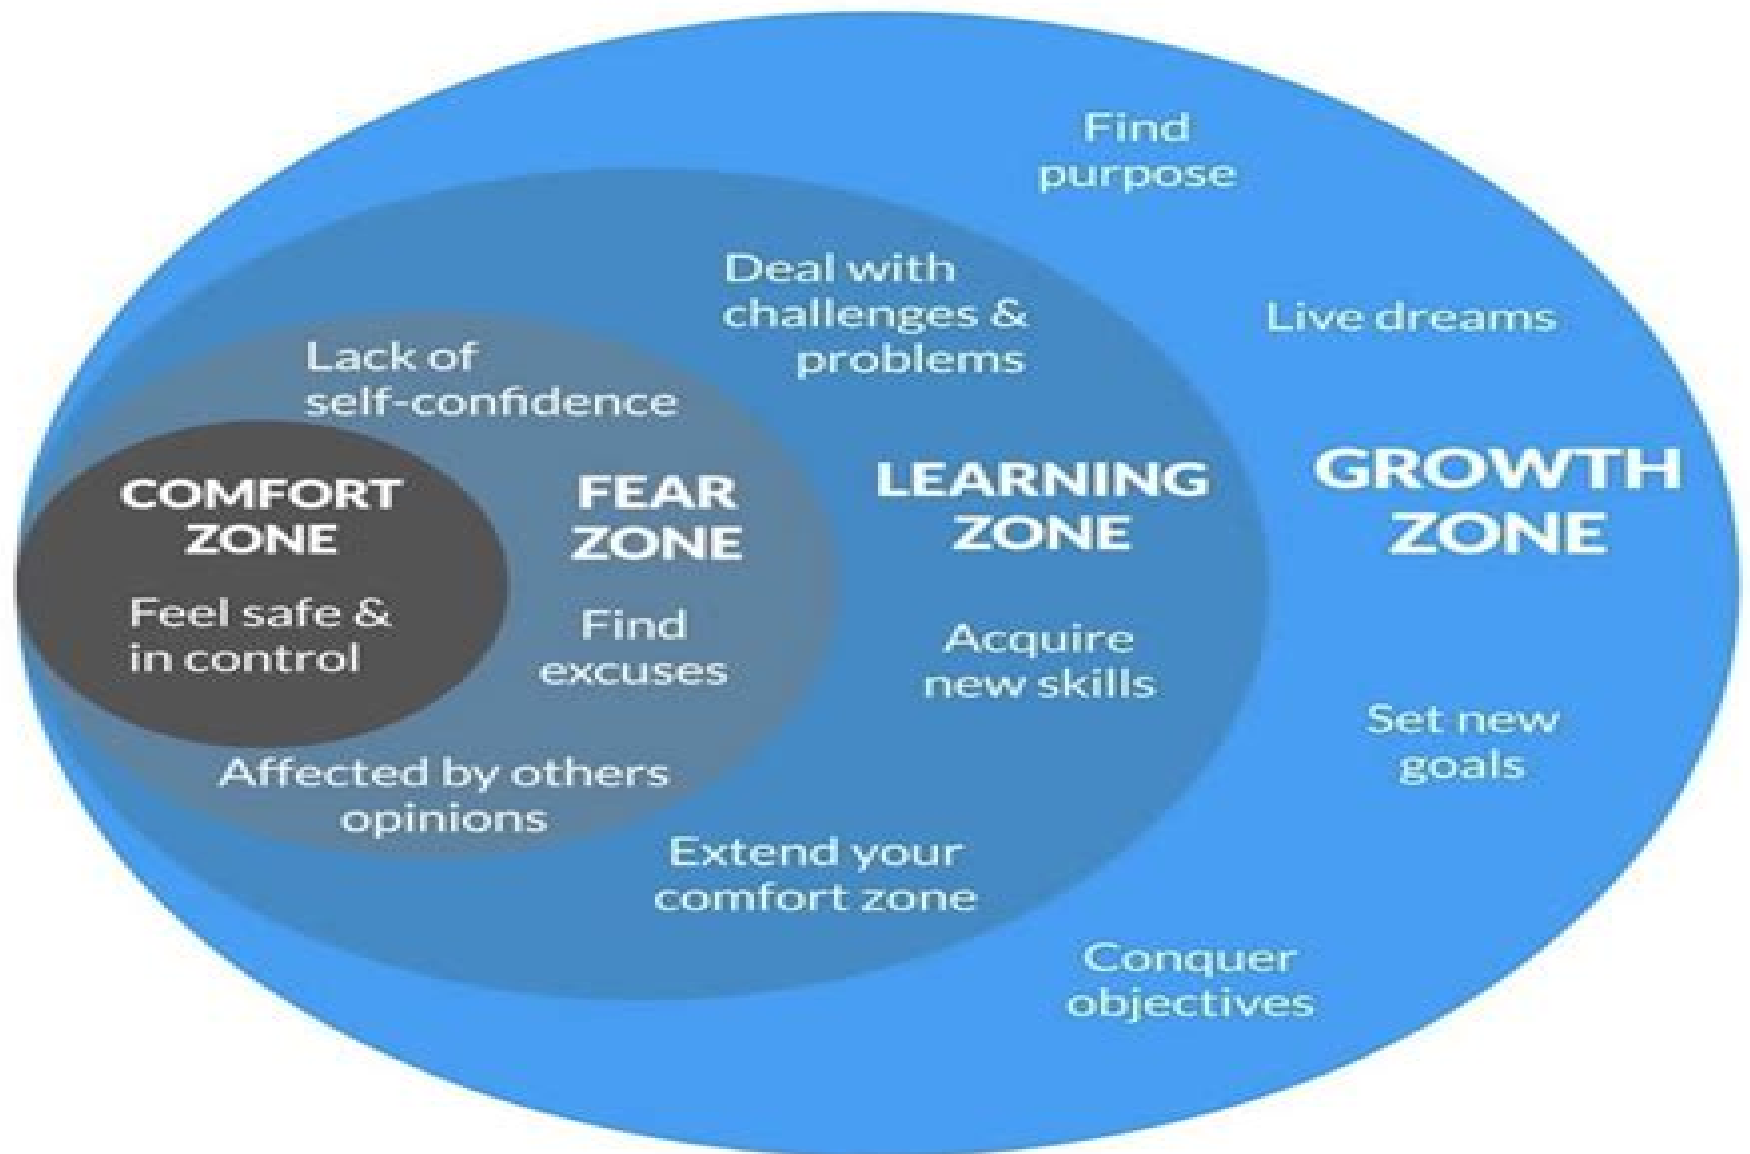 COMFORT
ZONE
Feel safe &
in control
Lack of
self-confidence
FEAR
ZONE
Find
excuses
Affected by others
opinions
Deal with
challenges &
problems
LEARNING
ZONE
Acquire
new skills
Extend your
comfort zone
Find
purpose
Live dreams
GROWTH
ZONE
Set new
goals
Conquer
objectives